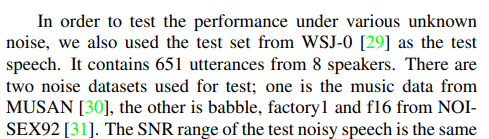 In order to test the performance under various unknown
noise, we also used the test set from WSJ-0 [29] as the test
speech. It contains 651 utterances from 8 speakers. There are
two noise datasets used for test; one is the music data from
MUSAN [30], the other is babble, factory1 and f16 from NOI-
SEX92 [31]. The SNR range of the test noisy speech is the same